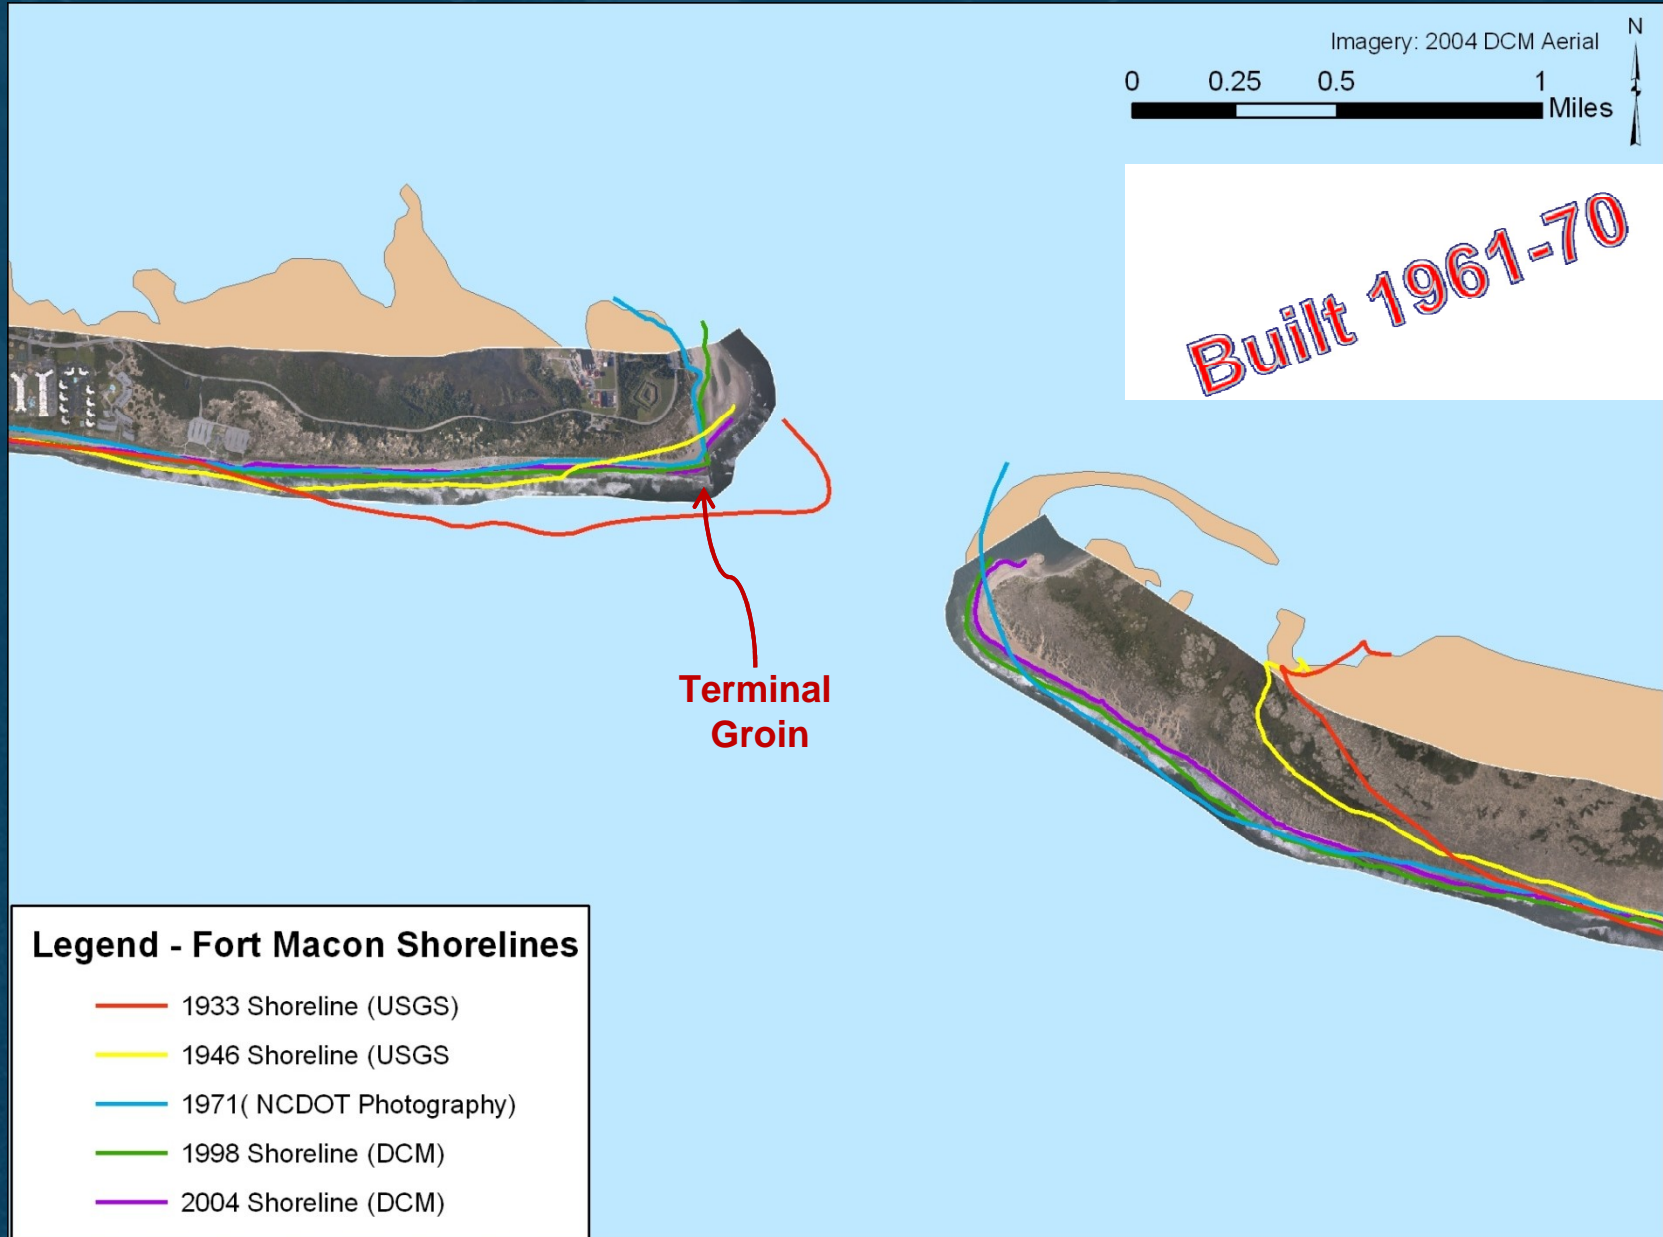 Imagery: 2004 DCM Aerial
N
0 0.25 0.5 1
Miles
Built 1961-70
Terminal
Groin
Legend - Fort Macon Shorelines
1933 Shoreline (USGS)
1946 Shoreline (USGS
1971( NCDOT Photography)
1998 Shoreline (DCM)
2004 Shoreline (DCM)